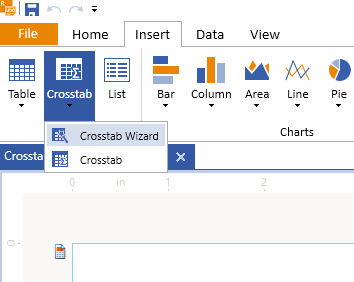 File Home Insert Data View
Table Crosstab List Bar Column Area Line Pie
Charts
Crosstab Wizard
Crosstab
Crossta
0 in 1 2
0